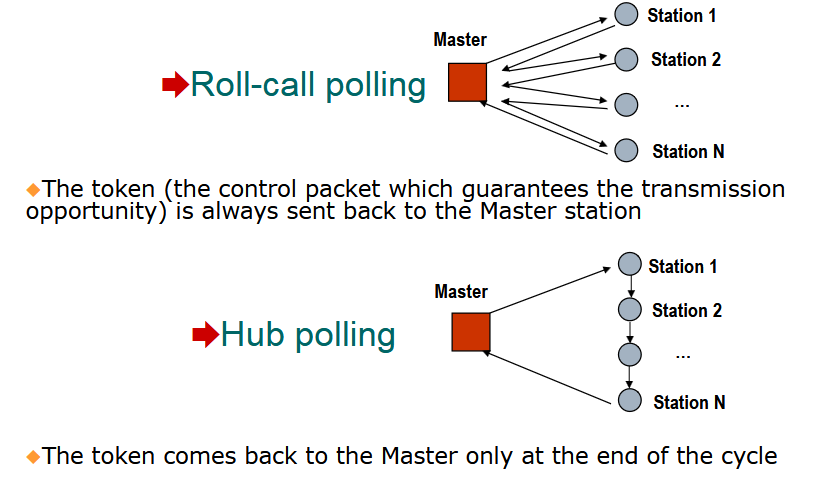 Station 1
Master
Station 2
➨Roll-call polling
...
Station N
◆The token (the control packet which guarantees the transmission
opportunity) is always sent back to the Master station
Station 1
Master
Station 2
➨Hub polling
...
Station N
◆The token comes back to the Master only at the end of the cycle